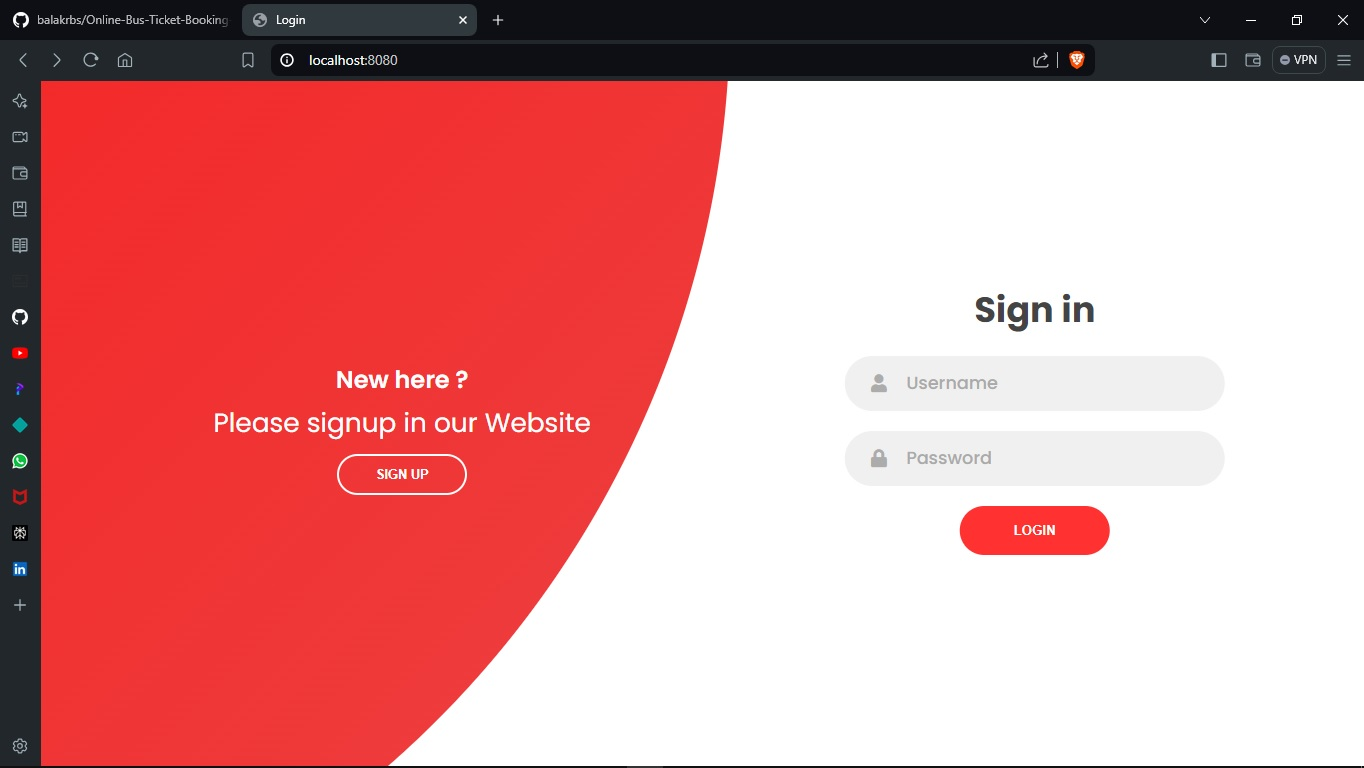 balakrbs/Online-Bus-Ticket-Booking-
Login
localhost:8080
VPN
New here ?
Please signup in our Website
SIGN UP
Sign in
Username
Password
LOGIN
in